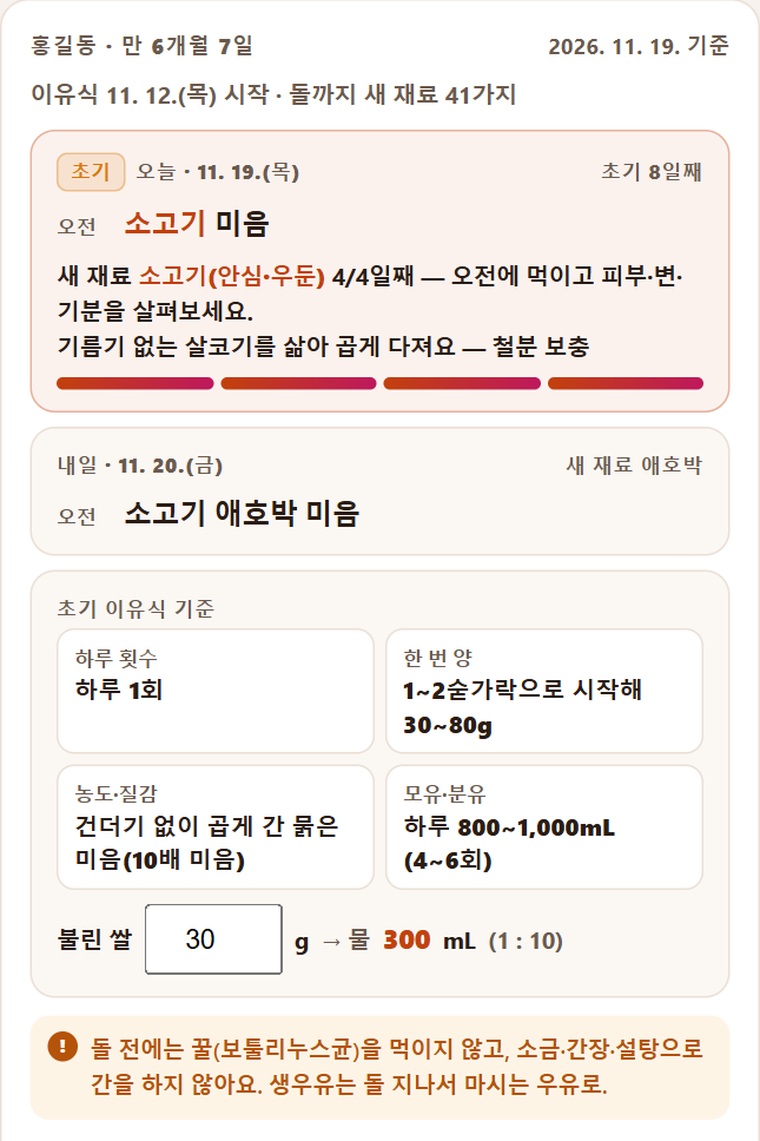 홍길동 · 만 6개월 7일
2026. 11. 19. 기준
이유식 11. 12.(목) 시작 · 돌까지 새 재료 41가지
초기 오늘 · 11. 19.(목)
초기 8일째
오전 소고기 미음
새 재료 소고기(안심·우둔) 4/4일째 — 오전에 먹이고 피부·변·
기분을 살펴보세요.
기름기 없는 살코기를 삶아 곱게 다져요 — 철분 보충
내일 · 11. 20.(금)
새 재료 애호박
오전 소고기 애호박 미음
초기 이유식 기준
하루 횟수
하루 1회
한 번 양
1~2숟가락으로 시작해
30~80g
농도·질감
건더기 없이 곱게 간 묽은
미음(10배 미음)
모유·분유
하루 800~1,000mL
(4~6회)
불린 쌀 30 g → 물 300 mL (1 : 10)
! 돌 전에는 꿀(보툴리누스균)을 먹이지 않고, 소금·간장·설탕으로
간을 하지 않아요. 생우유는 돌 지나서 마시는 우유로.